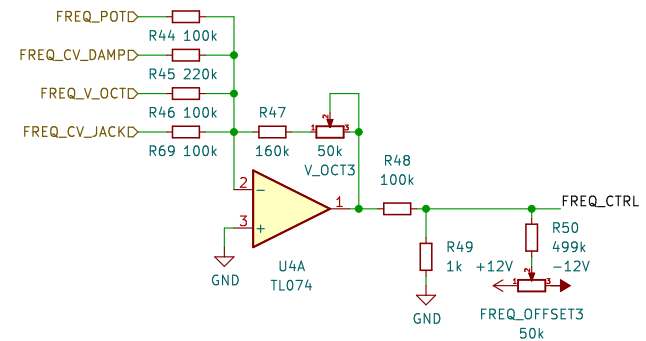 FREQ_POT
R44 100k
FREQ_CV_DAMP
R45 220k
FREQ_V_OCT
R46 100k
FREQ_CV_JACK
R69 100k
R47
160k
1 2 3
50k
V_OCT3
2
3
1
U4A
TL074
GND
R48
100k
FREQ_CTRL
R49
1k
GND
R50
499k
+12V
-12V
1 2 3
FREQ_OFFSET3
50k